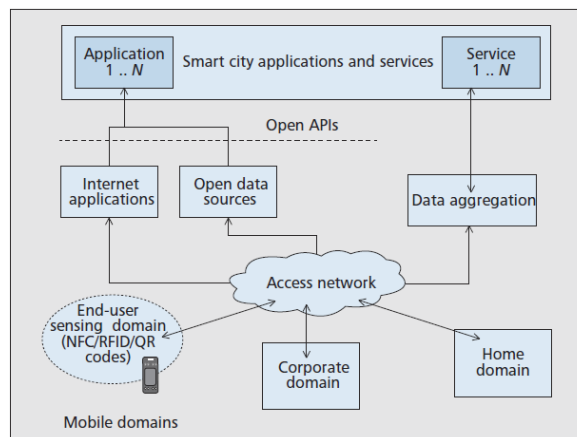 Application
1 .. N
Smart city applications and services
Service
1 .. N
Open APIs
Internet
applications
Open data
sources
Data aggregation
Access network
End-user
sensing domain
(NFC/RFID/QR
codes)
Corporate
domain
Home
domain
Mobile domains